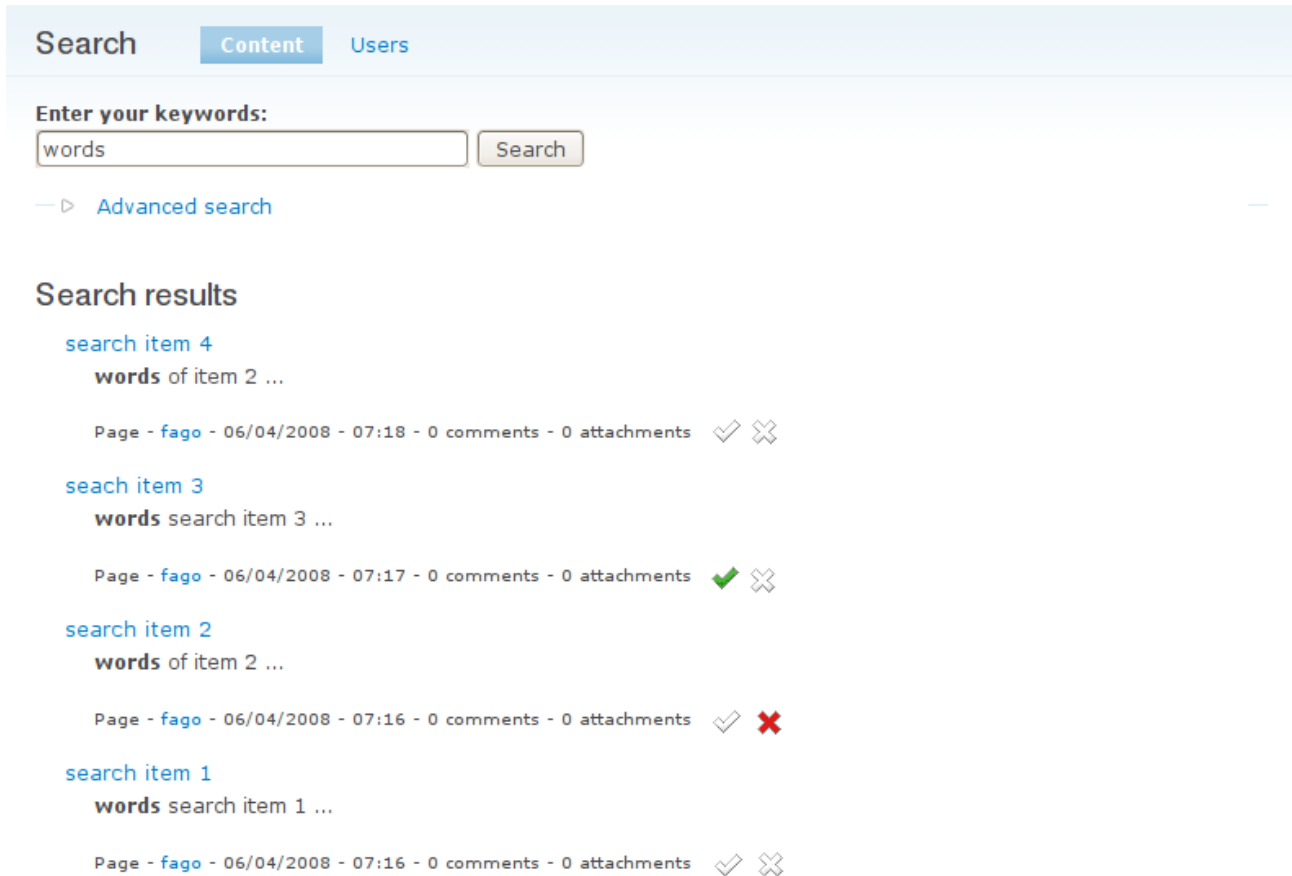 Search Content Users
Enter your keywords:
words Search
Advanced search
Search results
search item 4
words of item 2 ...
Page - fago - 06/04/2008 - 07:18 - 0 comments - 0 attachments
seach item 3
words search item 3 ...
Page - fago - 06/04/2008 - 07:17 - 0 comments - 0 attachments
search item 2
words of item 2 ...
Page - fago - 06/04/2008 - 07:16 - 0 comments - 0 attachments
search item 1
words search item 1 ...
Page - fago - 06/04/2008 - 07:16 - 0 comments - 0 attachments